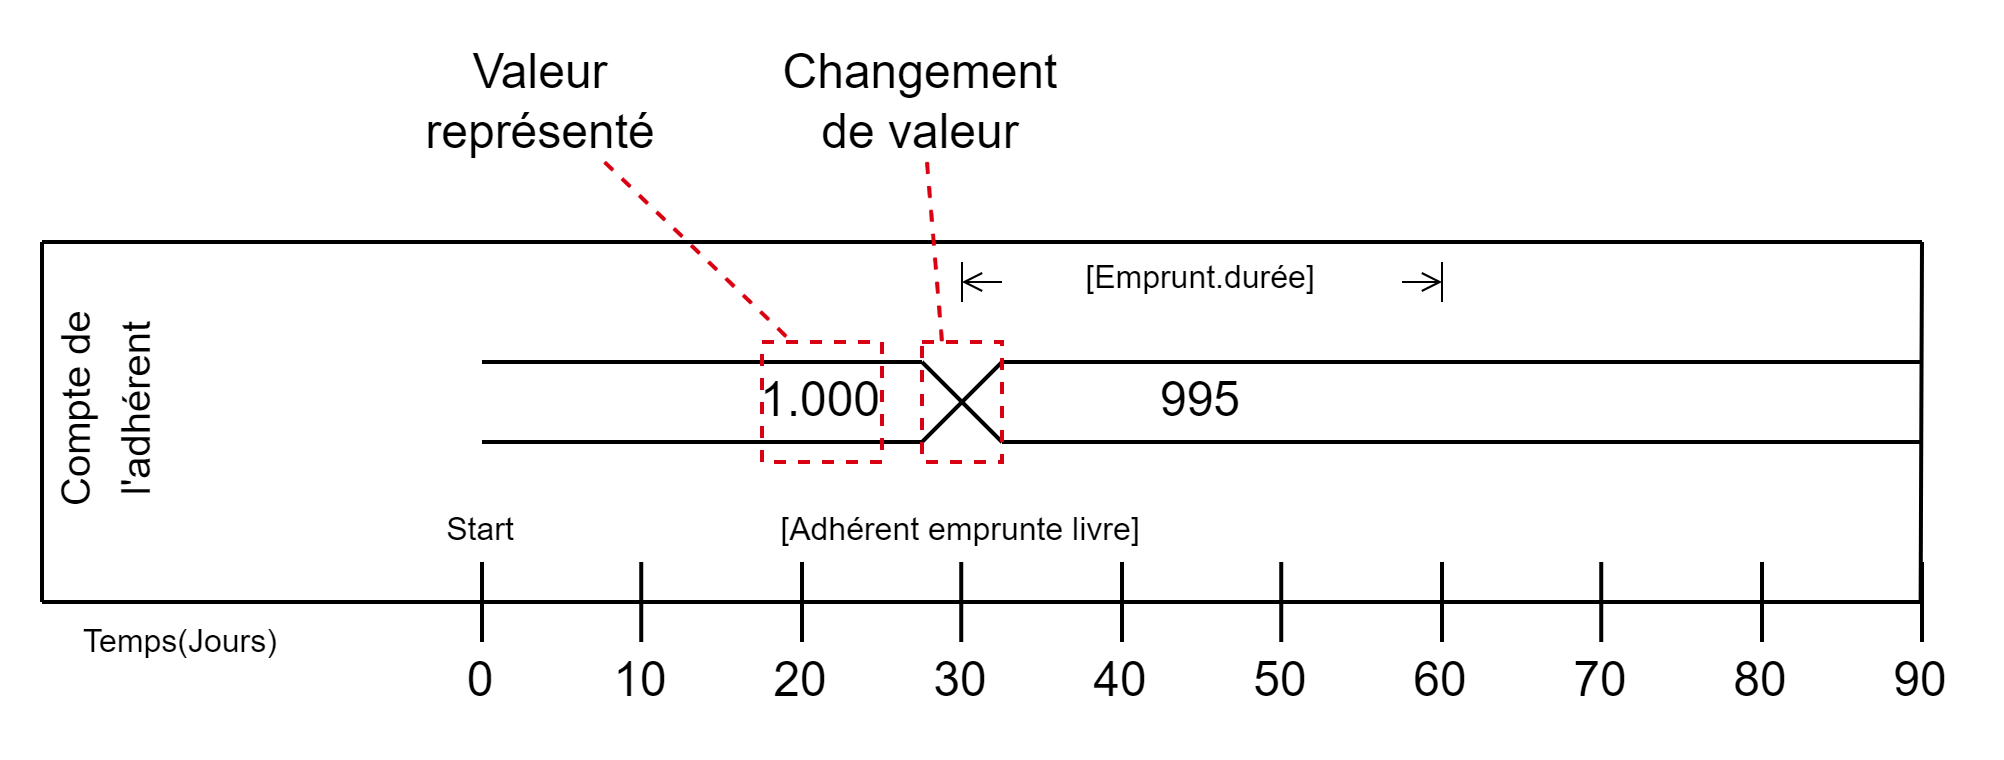 Valeur
représenté
Changement
de valeur
[Emprunt.durée]
Compte de
l'adhérent
1.000
995
Start
[Adhérent emprunte livre]
Temps(Jours)
0 10 20 30 40 50 60 70 80 90